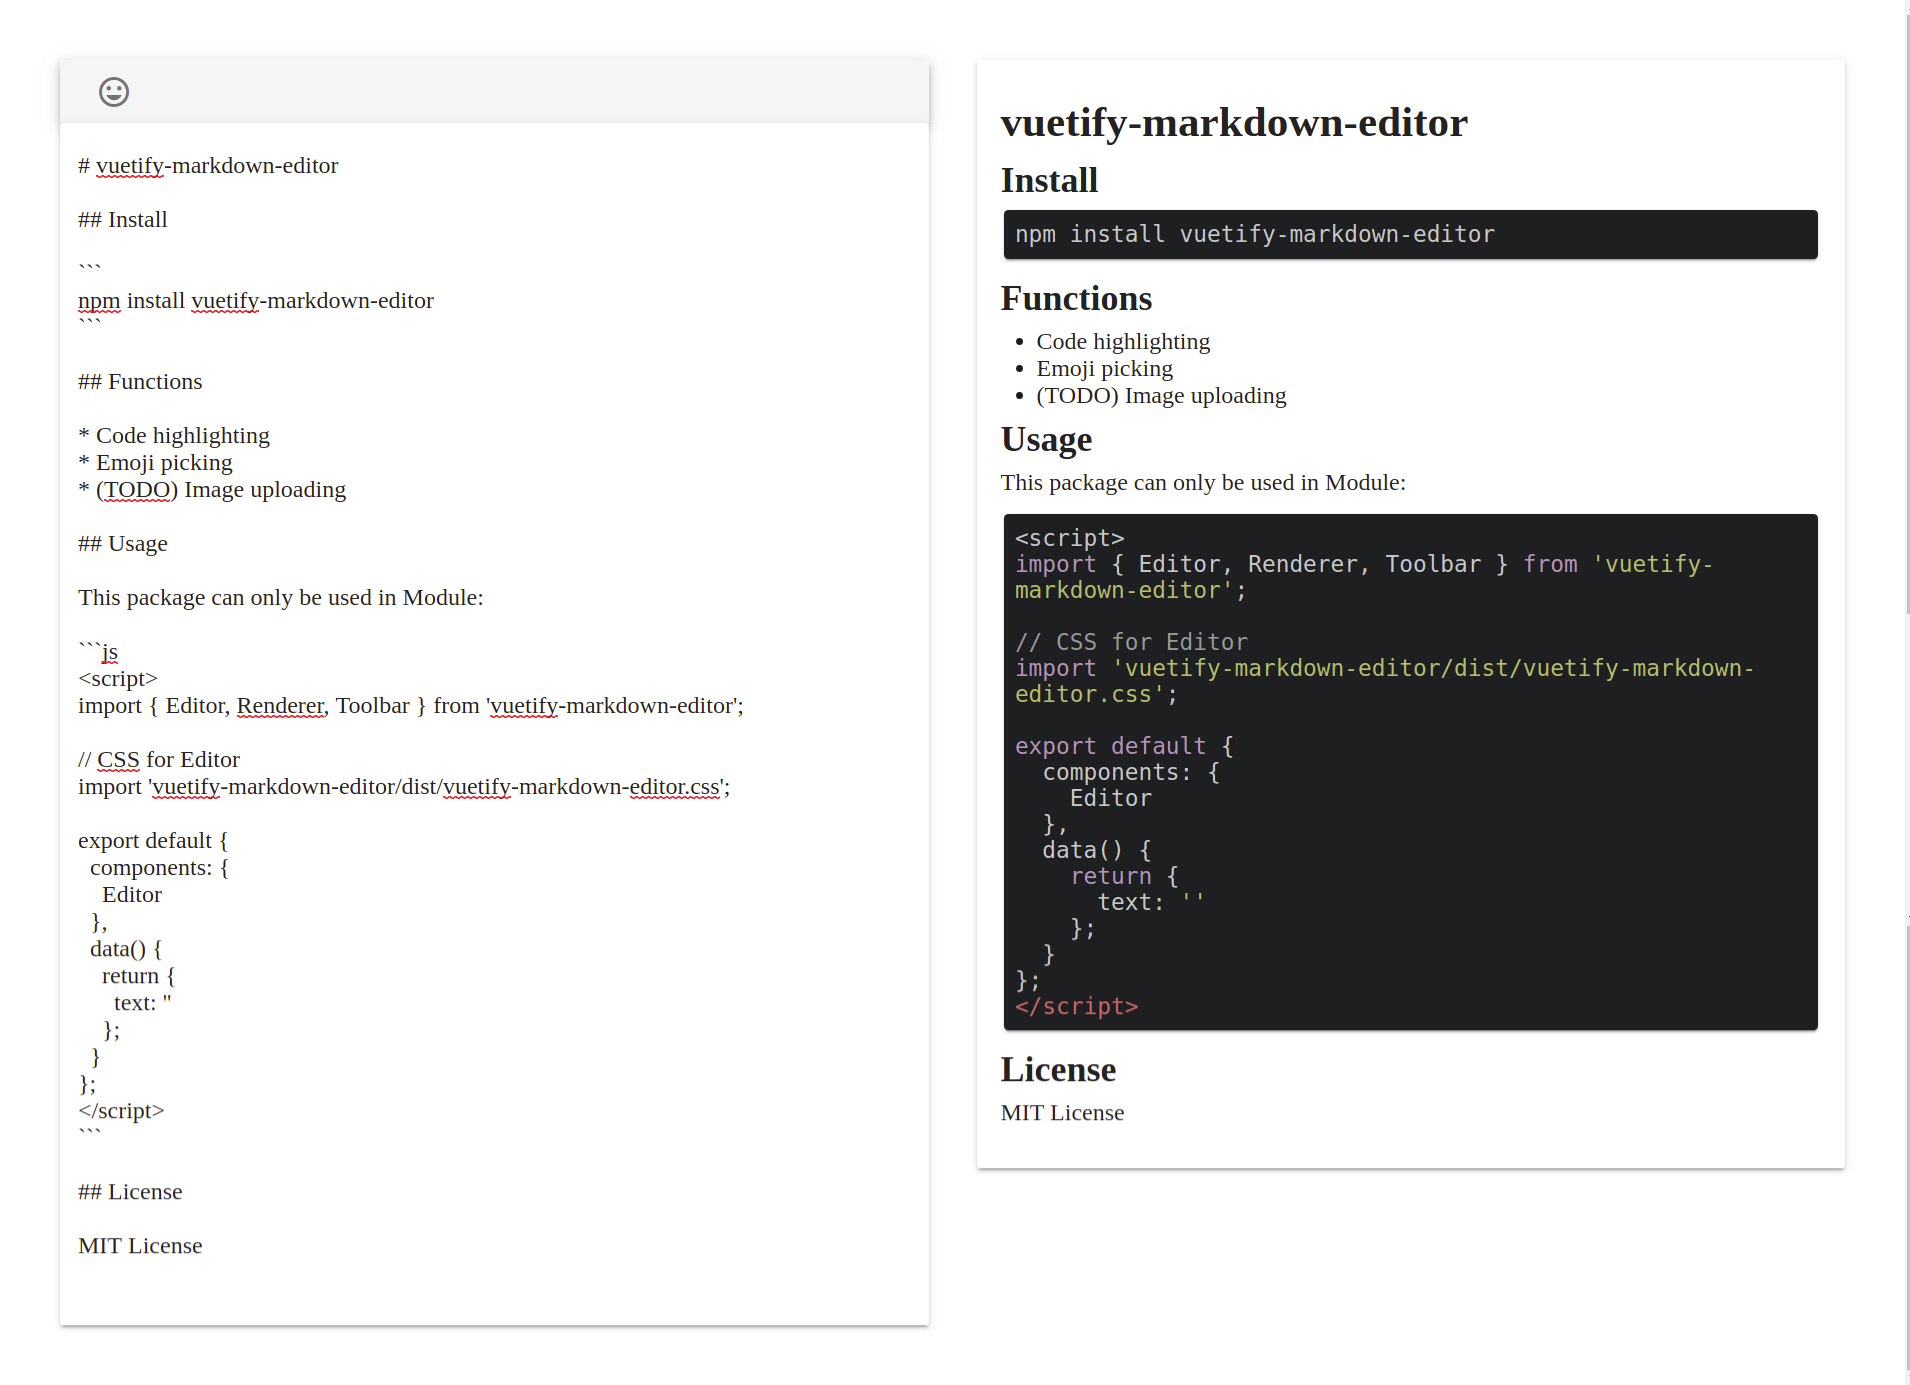 # vuetify-markdown-editor
## Install
```
npm install vuetify-markdown-editor
```
## Functions
* Code highlighting
* Emoji picking
* (TODO) Image uploading
## Usage
This package can only be used in Module:
```js
<script>
import { Editor, Renderer, Toolbar } from 'vuetify-markdown-editor';
// CSS for Editor
import 'vuetify-markdown-editor/dist/vuetify-markdown-editor.css';
export default {
  components: {
    Editor
  },
  data() {
    return {
      text: ''
    };
  }
};
</script>
```
## License
MIT License
vuetify-markdown-editor
Install
npm install vuetify-markdown-editor
Functions
• Code highlighting
• Emoji picking
• (TODO) Image uploading
Usage
This package can only be used in Module:
<script>
import { Editor, Renderer, Toolbar } from 'vuetify-
markdown-editor';
// CSS for Editor
import 'vuetify-markdown-editor/dist/vuetify-markdown-
editor.css';
export default {
  components: {
    Editor
  },
  data() {
    return {
      text: ''
    };
  }
};
</script>
License
MIT License